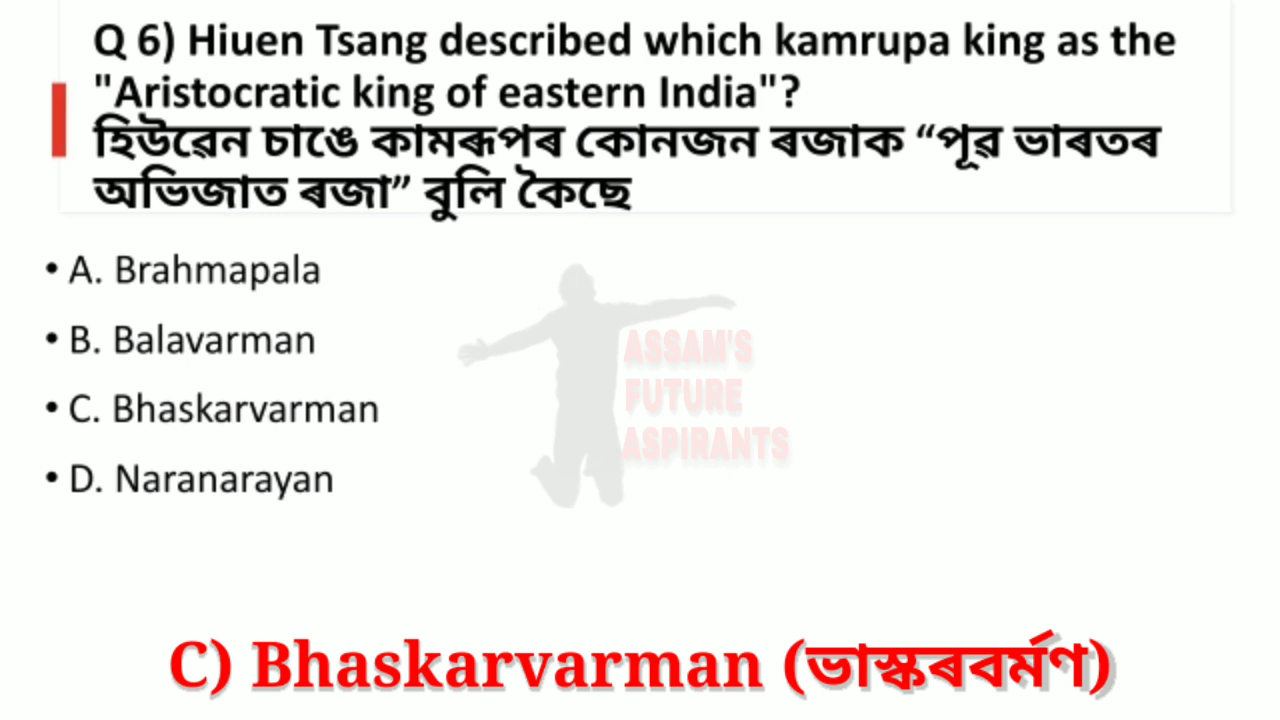 Q 6) Hiuen Tsang described which kamrupa king as the
"Aristocratic king of eastern India"?
হিউৱেন চাঙে কামৰূপৰ কোনজন ৰজাক “পূৱ ভাৰতৰ
অভিজাত ৰজা” বুলি কৈছে
• A. Brahmapala
• B. Balavarman
• C. Bhaskarvarman
• D. Naranarayan
ASSAM'S
FUTURE
ASPIRANTS
C) Bhaskarvarman (ভাস্কৰবৰ্মণ)